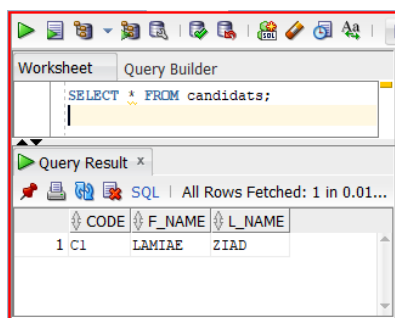 Worksheet Query Builder
SELECT * FROM candidats;
Query Result ×
SQL | All Rows Fetched: 1 in 0.01...
CODE F_NAME L_NAME
1 C1 LAMIAE ZIAD